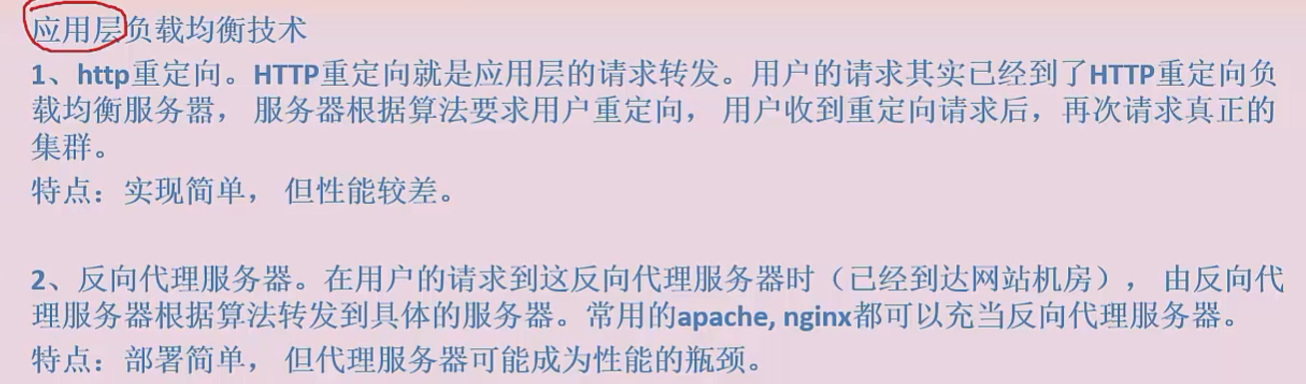 应用层负载均衡技术
1、http重定向。HTTP重定向就是应用层的请求转发。用户的请求其实已经到了HTTP重定向负
载均衡服务器， 服务器根据算法要求用户重定向， 用户收到重定向请求后，再次请求真正的
集群。
特点：实现简单， 但性能较差。
2、反向代理服务器。在用户的请求到这反向代理服务器时（已经到达网站机房）， 由反向代
理服务器根据算法转发到具体的服务器。常用的apache, nginx都可以充当反向代理服务器。
特点：部署简单， 但代理服务器可能成为性能的瓶颈。